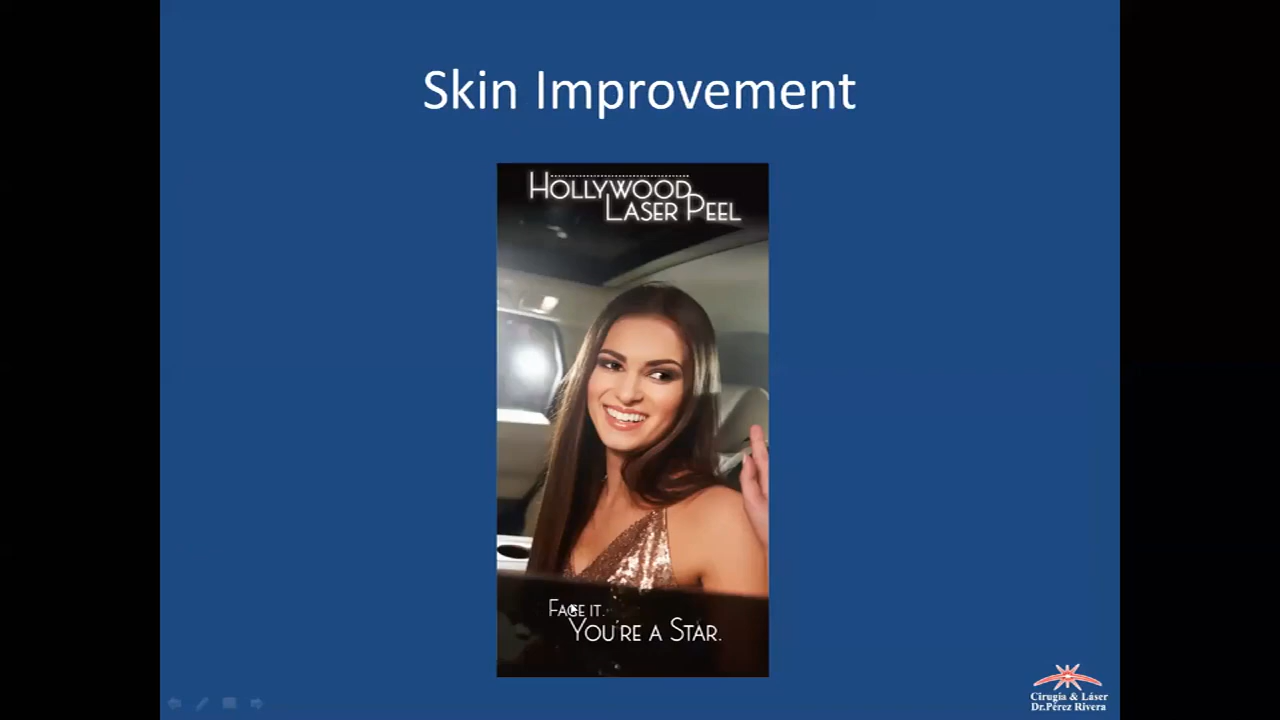 Skin Improvement
HOLLYWOOD
LASER PEEL
FACE IT.
YOU'RE A STAR.
Cirugía & Láser
Dr.Pérez Rivera